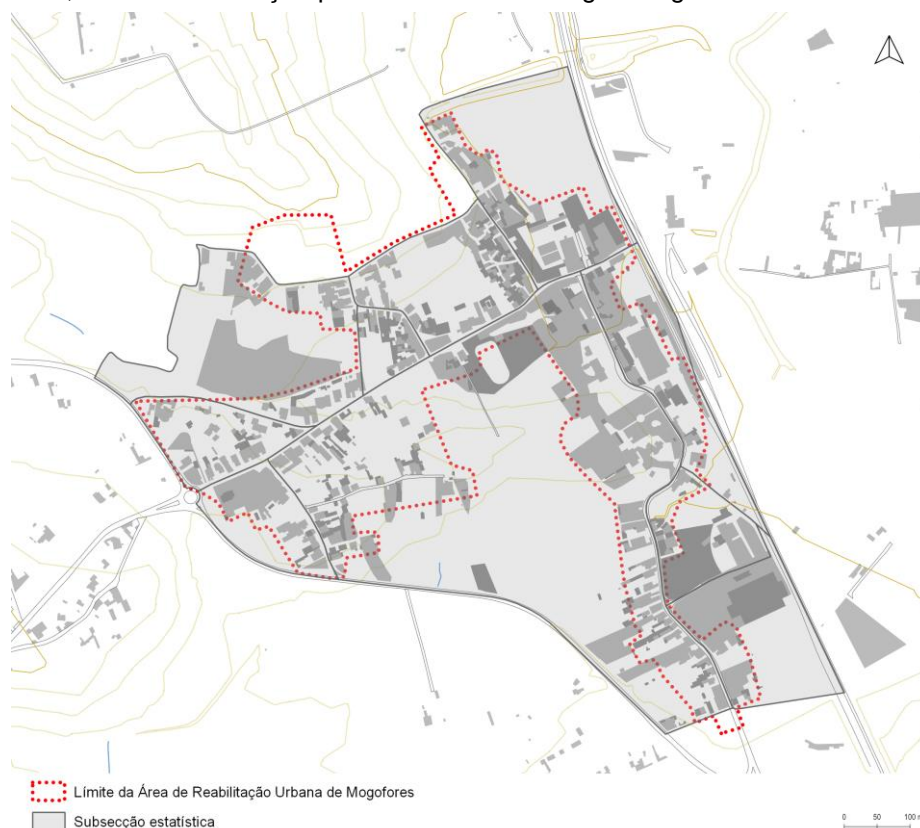 Límite da Área de Reabilitação Urbana de Mogofores
Subsecção estatística
0 50 100